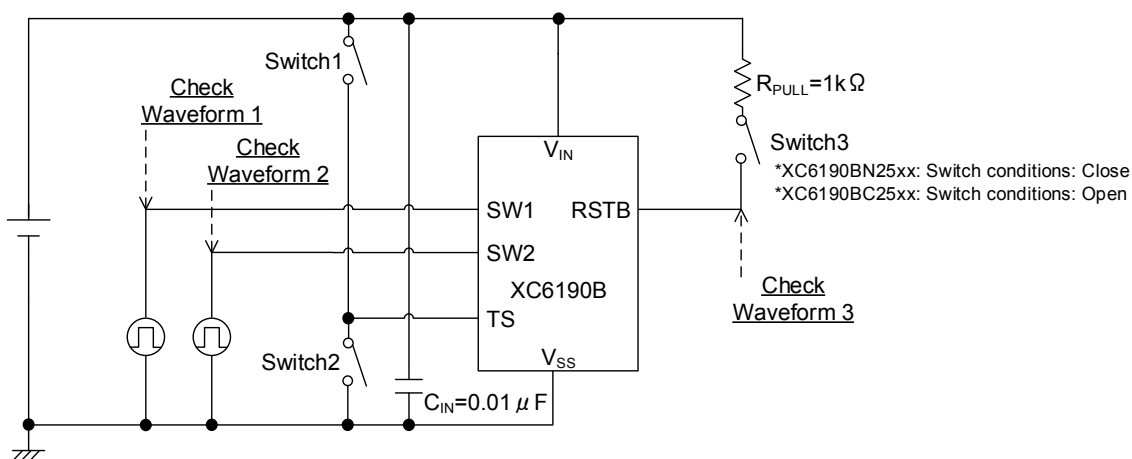 Switch1
Check
Waveform 1
Check
Waveform 2
R_PULL=1kΩ
Switch3
*XC6190BN25xx: Switch conditions: Close
*XC6190BC25xx: Switch conditions: Open
V_IN
SW1
RSTB
SW2
XC6190B
TS
Check
Waveform 3
Switch2
V_SS
C_IN=0.01μF